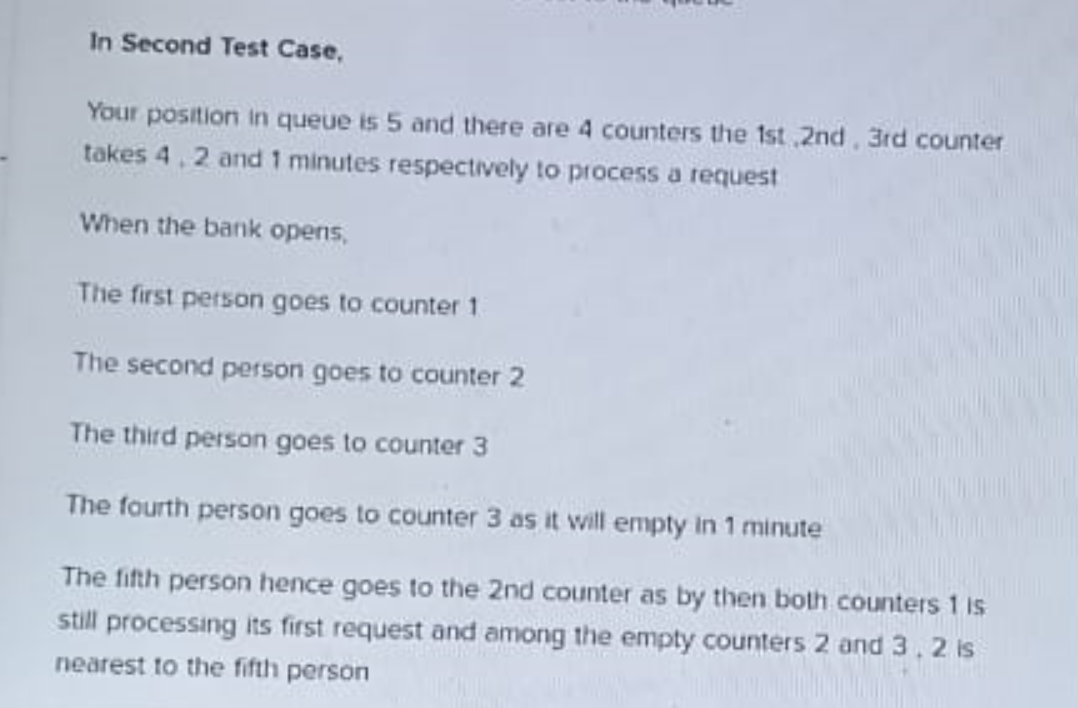 In Second Test Case,
Your position in queue is 5 and there are 4 counters the 1st ,2nd , 3rd counter
takes 4 , 2 and 1 minutes respectively to process a request
When the bank opens,
The first person goes to counter 1
The second person goes to counter 2
The third person goes to counter 3
The fourth person goes to counter 3 as it will empty in 1 minute
The fifth person hence goes to the 2nd counter as by then both counters 1 is
still processing its first request and among the empty counters 2 and 3 , 2 is
nearest to the fifth person